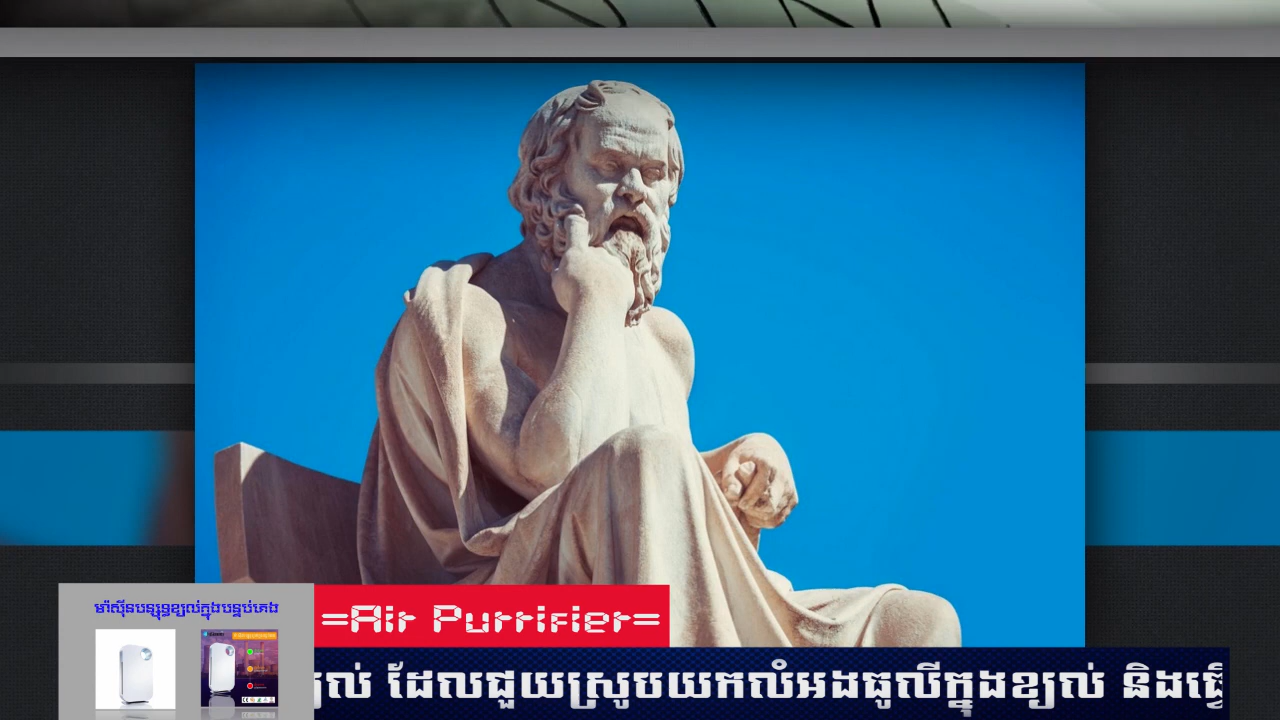 ម៉ាស៊ីនបន្សុទ្ធខ្យល់ក្នុងបន្ទប់គេង
=Air Purrifier=
ដែលជួយស្រូបយកលំអងធូលីក្នុងខ្យល់ និងធ្វើ